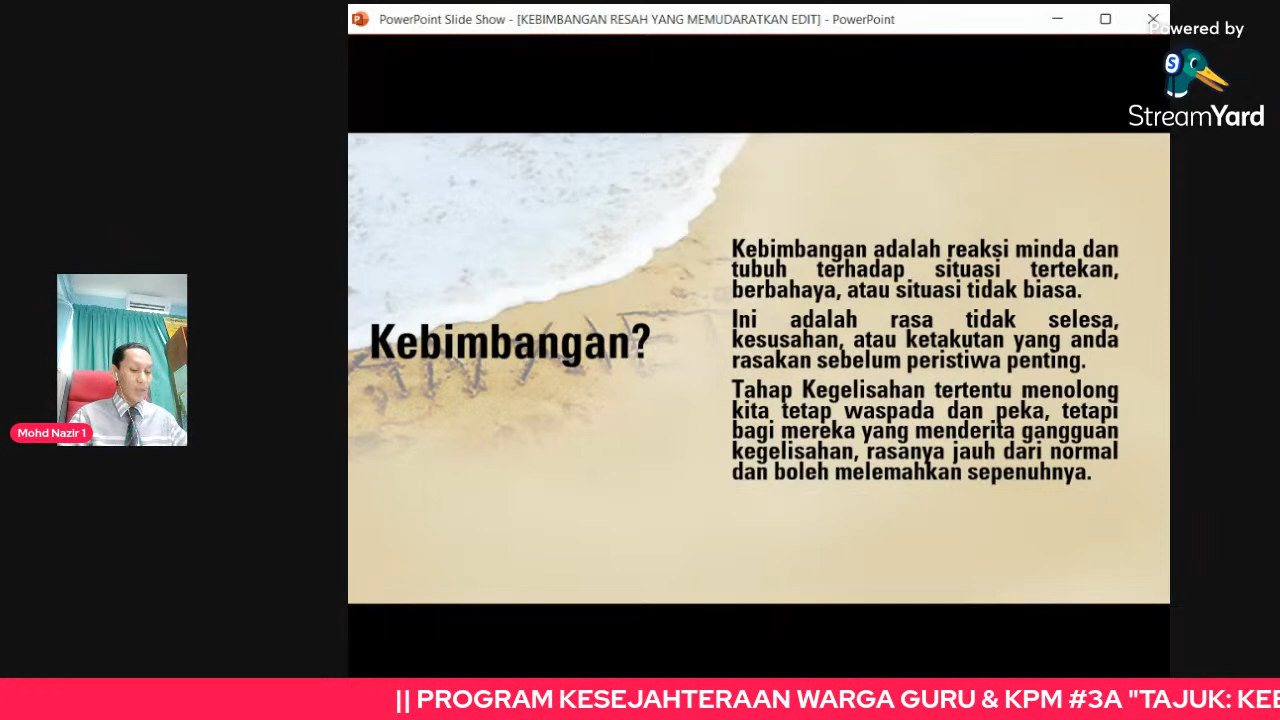 PowerPoint Slide Show - [KEBIMBANGAN RESAH YANG MEMUDARATKAN EDIT] - PowerPoint
Powered by
StreamYard
Kebimbangan?
Kebimbangan adalah reaksi minda dan
tubuh terhadap situasi tertekan,
berbahaya, atau situasi tidak biasa.
Ini adalah rasa tidak selesa,
kesusahan, atau ketakutan yang anda
rasakan sebelum peristiwa penting.
Tahap Kegelisahan tertentu menolong
kita tetap waspada dan peka, tetapi
bagi mereka yang menderita gangguan
kegelisahan, rasanya jauh dari normal
dan boleh melemahkan sepenuhnya.
Mohd Nazir 1
|| PROGRAM KESEJAHTERAAN WARGA GURU & KPM #3A "TAJUK: